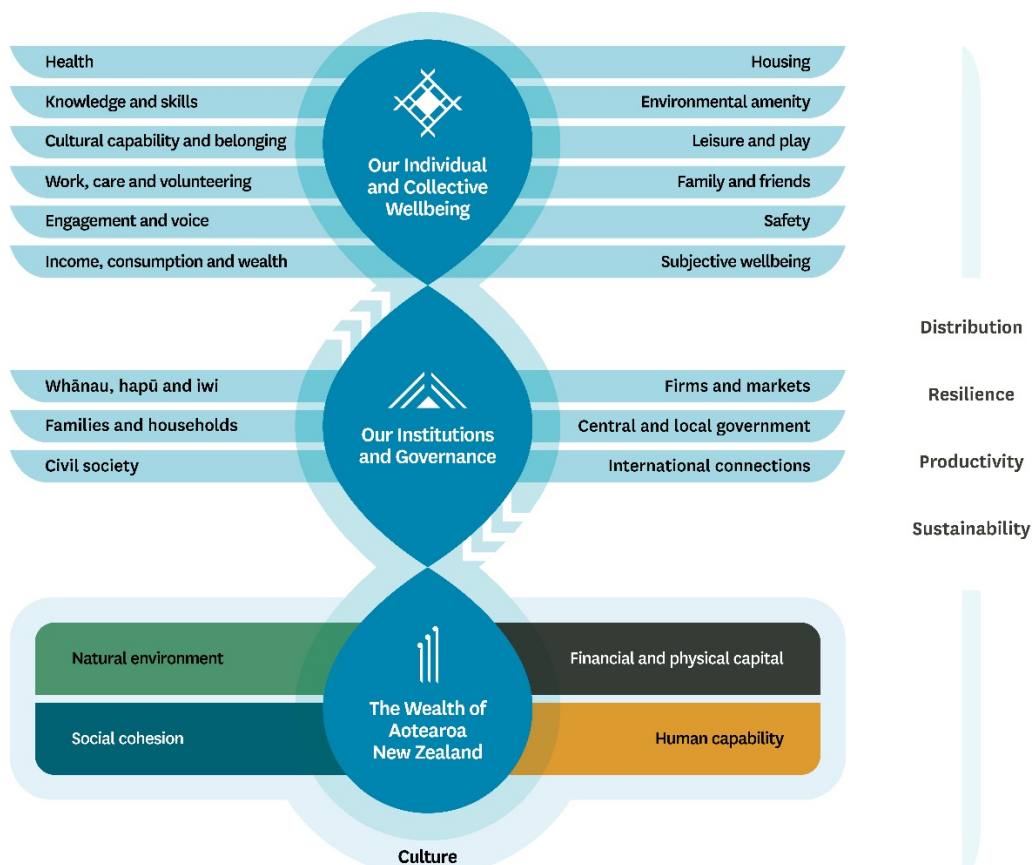 Health
Housing
Knowledge and skills
Environmental amenity
Cultural capability and belonging
Leisure and play
Work, care and volunteering
Family and friends
Engagement and voice
Safety
Income, consumption and wealth
Subjective wellbeing
Our Individual
and Collective
Wellbeing
Whānau, hapū and iwi
Firms and markets
Families and households
Central and local government
Civil society
International connections
Our Institutions
and Governance
Natural environment
Financial and physical capital
Social cohesion
Human capability
The Wealth of
Aotearoa
New Zealand
Culture
Distribution
Resilience
Productivity
Sustainability